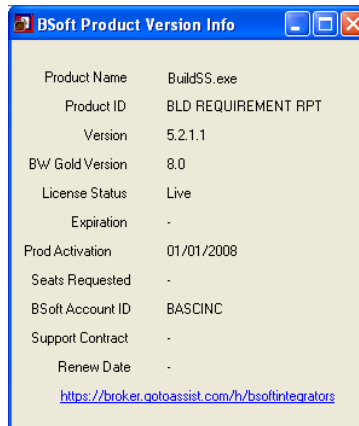 BSoft Product Version Info
Product Name BuildSS.exe
Product ID BLD REQUIREMENT RPT
Version 5.2.1.1
BW Gold Version 8.0
License Status Live
Expiration -
Prod Activation 01/01/2008
Seats Requested -
BSoft Account ID BASCINC
Support Contract -
Renew Date -
https://broker.gotoassist.com/h/bsoftintegrators